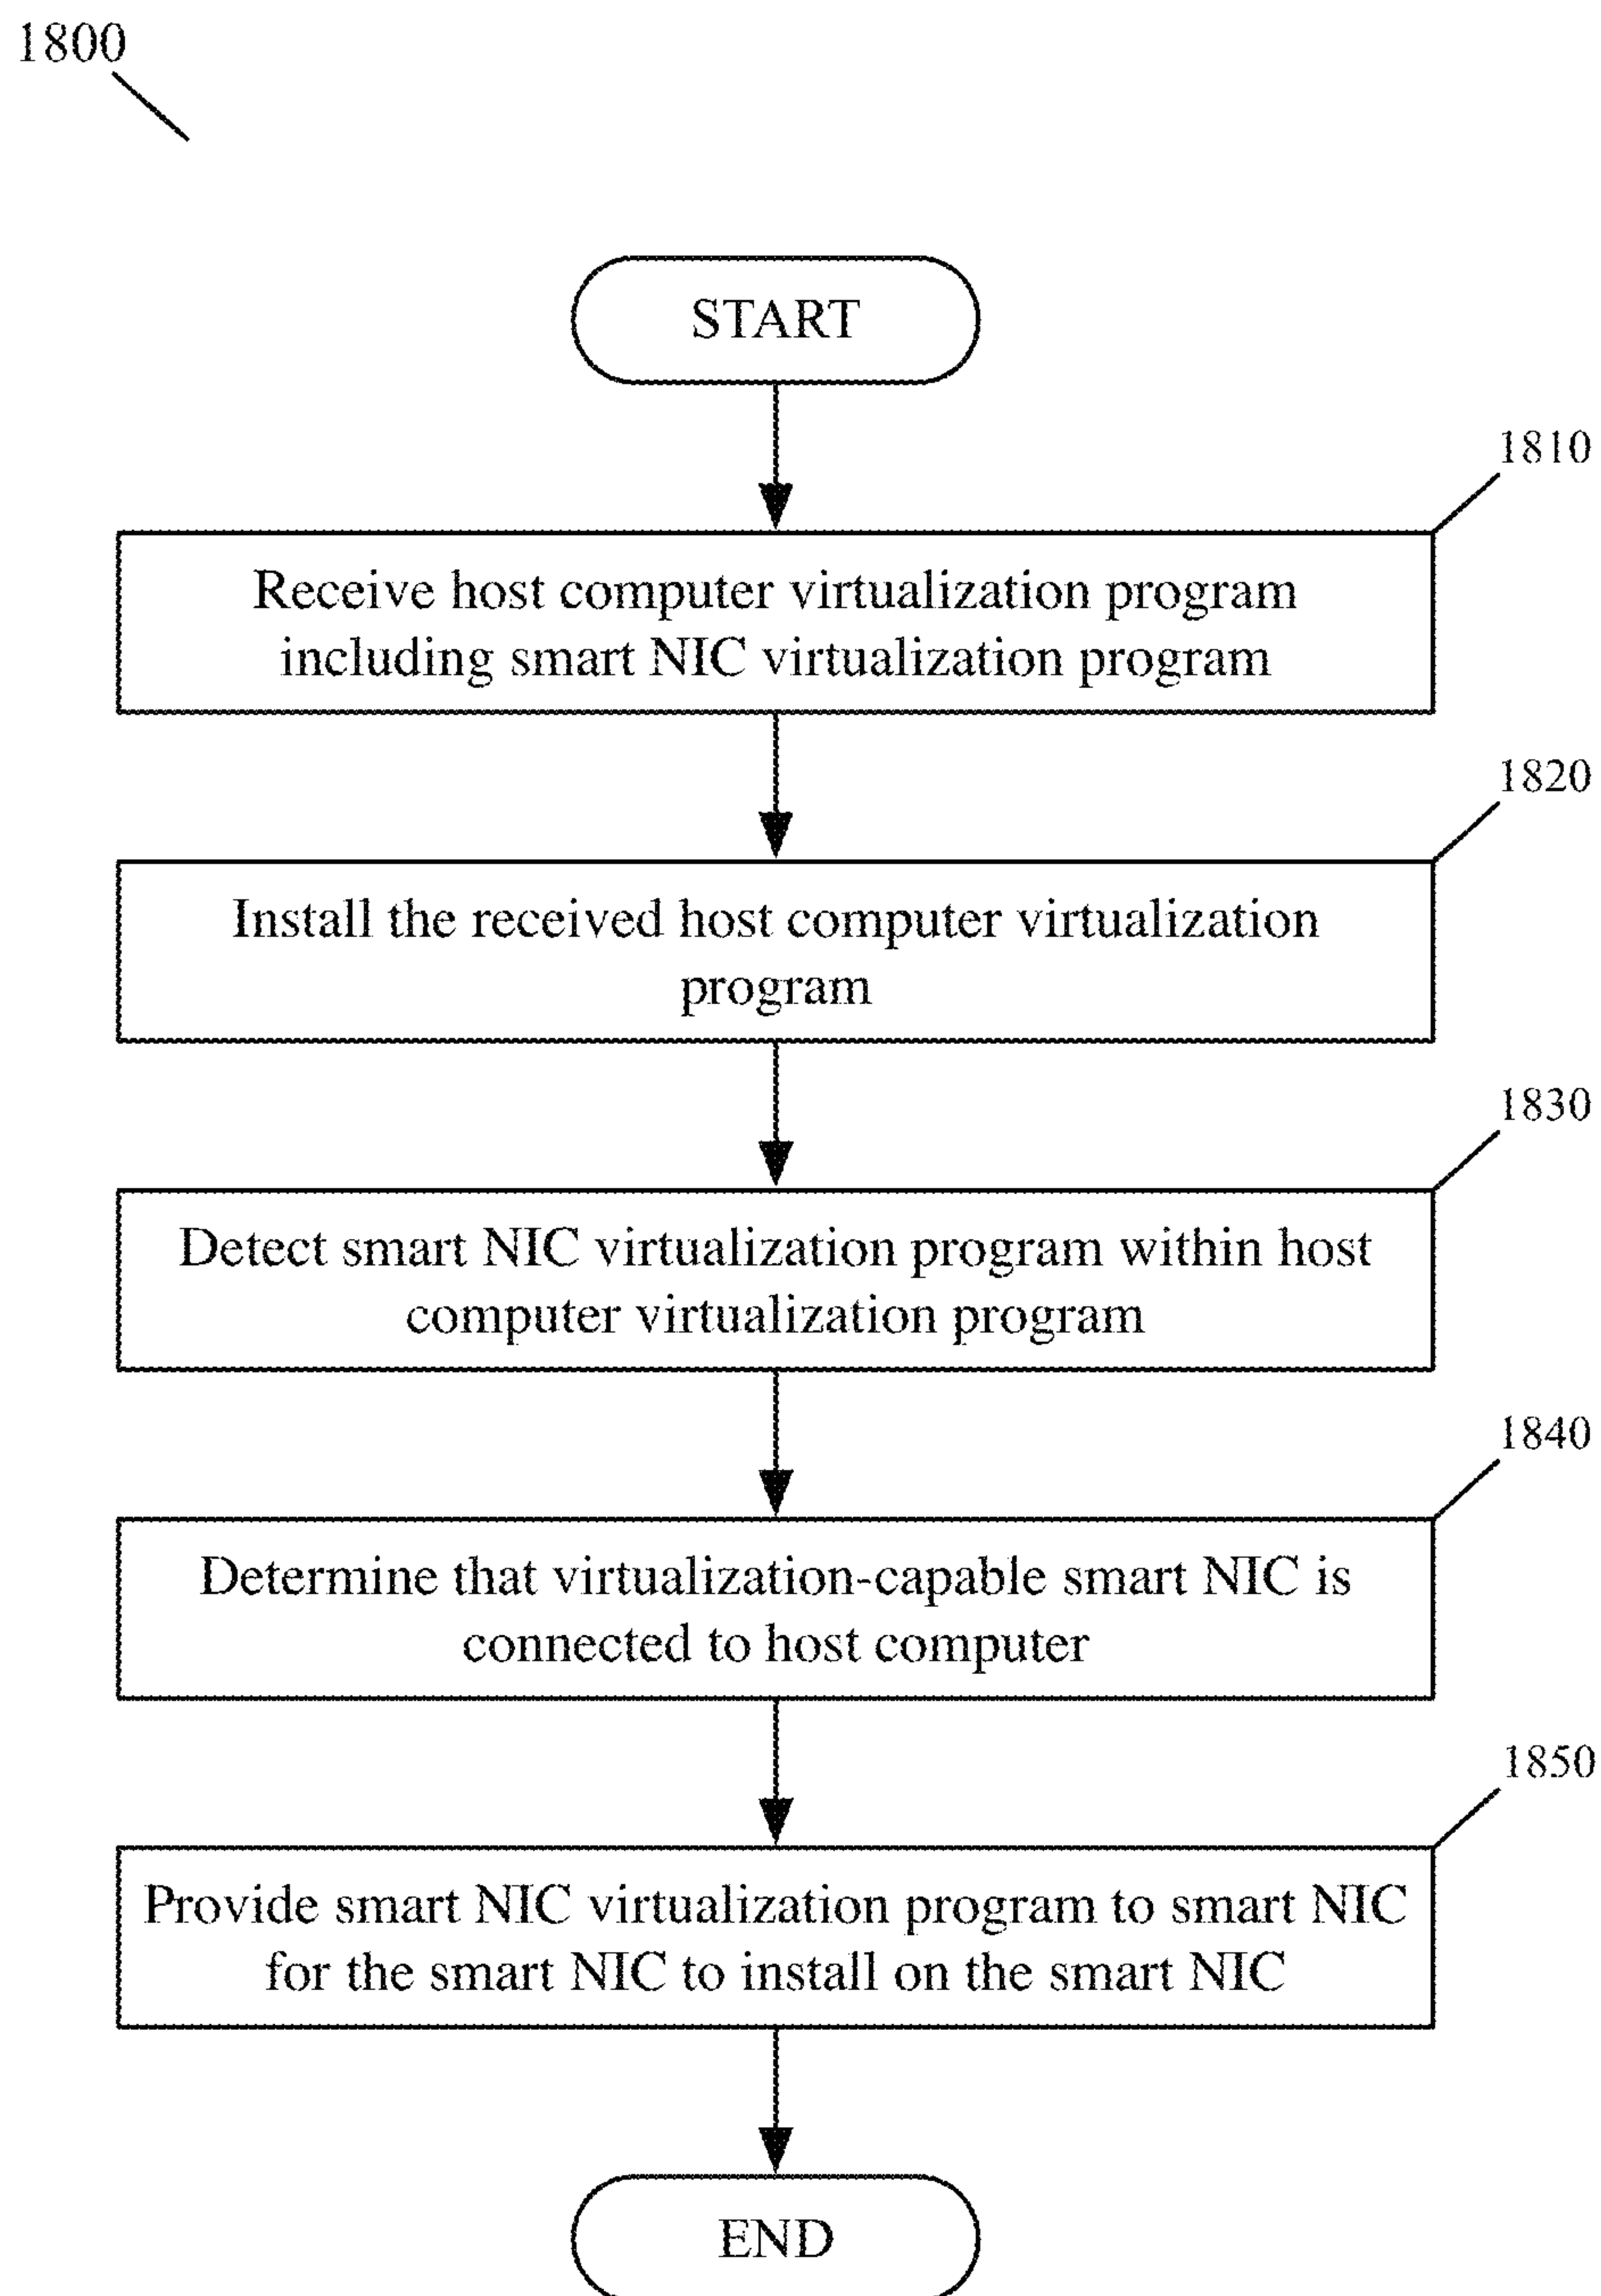 1800
START
1810
Receive host computer virtualization program
including smart NIC virtualization program
1820
Install the received host computer virtualization
program
1830
Detect smart NIC virtualization program within host
computer virtualization program
1840
Determine that virtualization-capable smart NIC is
connected to host computer
1850
Provide smart NIC virtualization program to smart NIC
for the smart NIC to install on the smart NIC
END